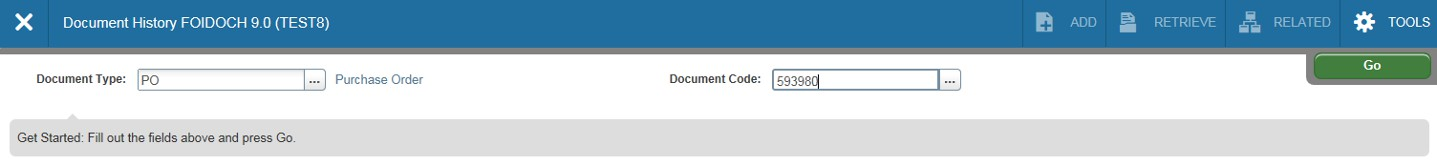 Document History FOIDOCH 9.0 (TEST8)
ADD
RETRIEVE
RELATED
TOOLS
Document Type: PO ... Purchase Order
Document Code: 593980 ...
Go
Get Started: Fill out the fields above and press Go.